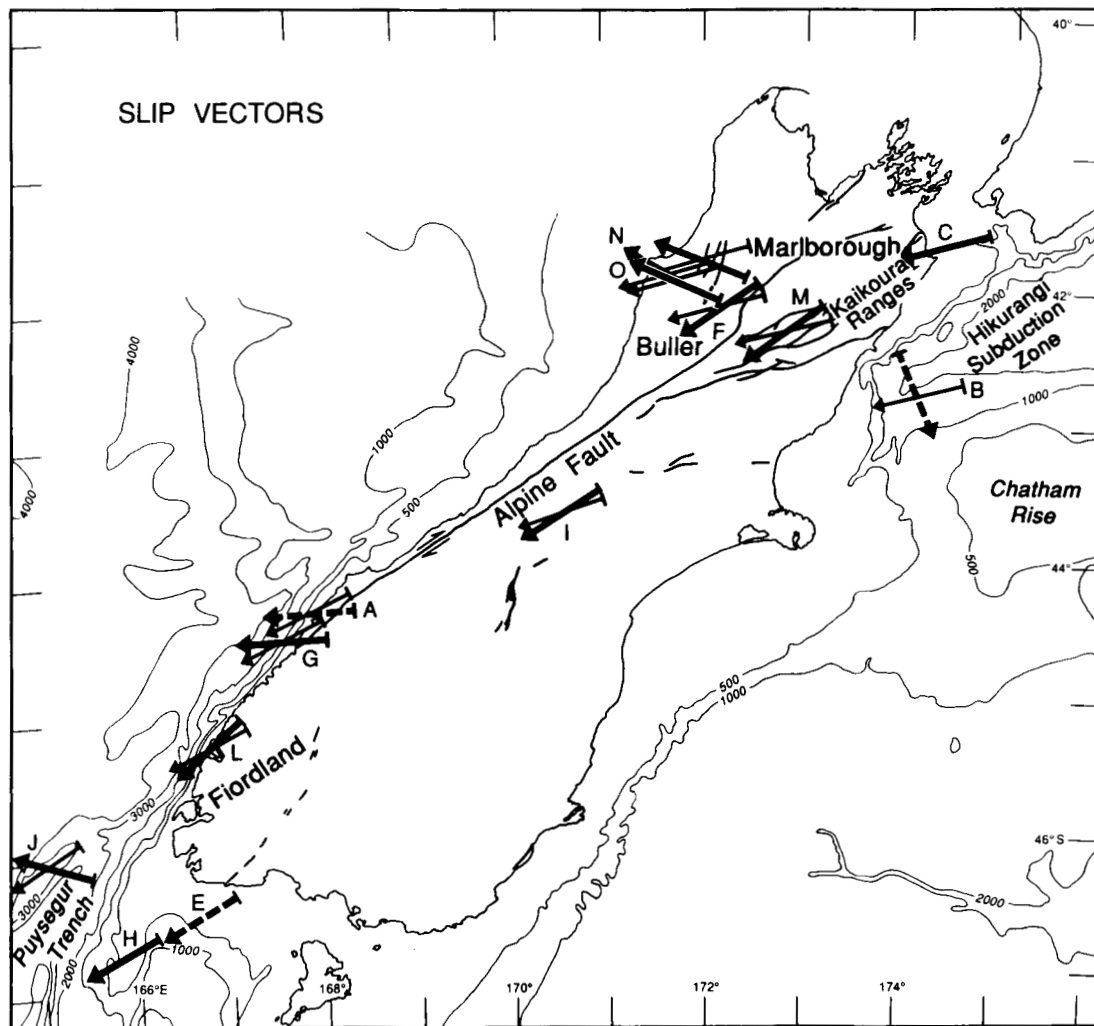 40°
SLIP VECTORS
N
Marlborough
C
O
4000
Kaikoura
Ranges
M
2000
42°
Hikurangi
Subduction
Zone
F
Buller
1000
B
1000
4000
500
Alpine Fault
Chatham
Rise
I
500
44°
A
G
500
1000
L
Fiordland
3000
J
46°S
3000
E
Puysegur
Trench
H
2000
1000
2000
166°E
168°
170°
172°
174°